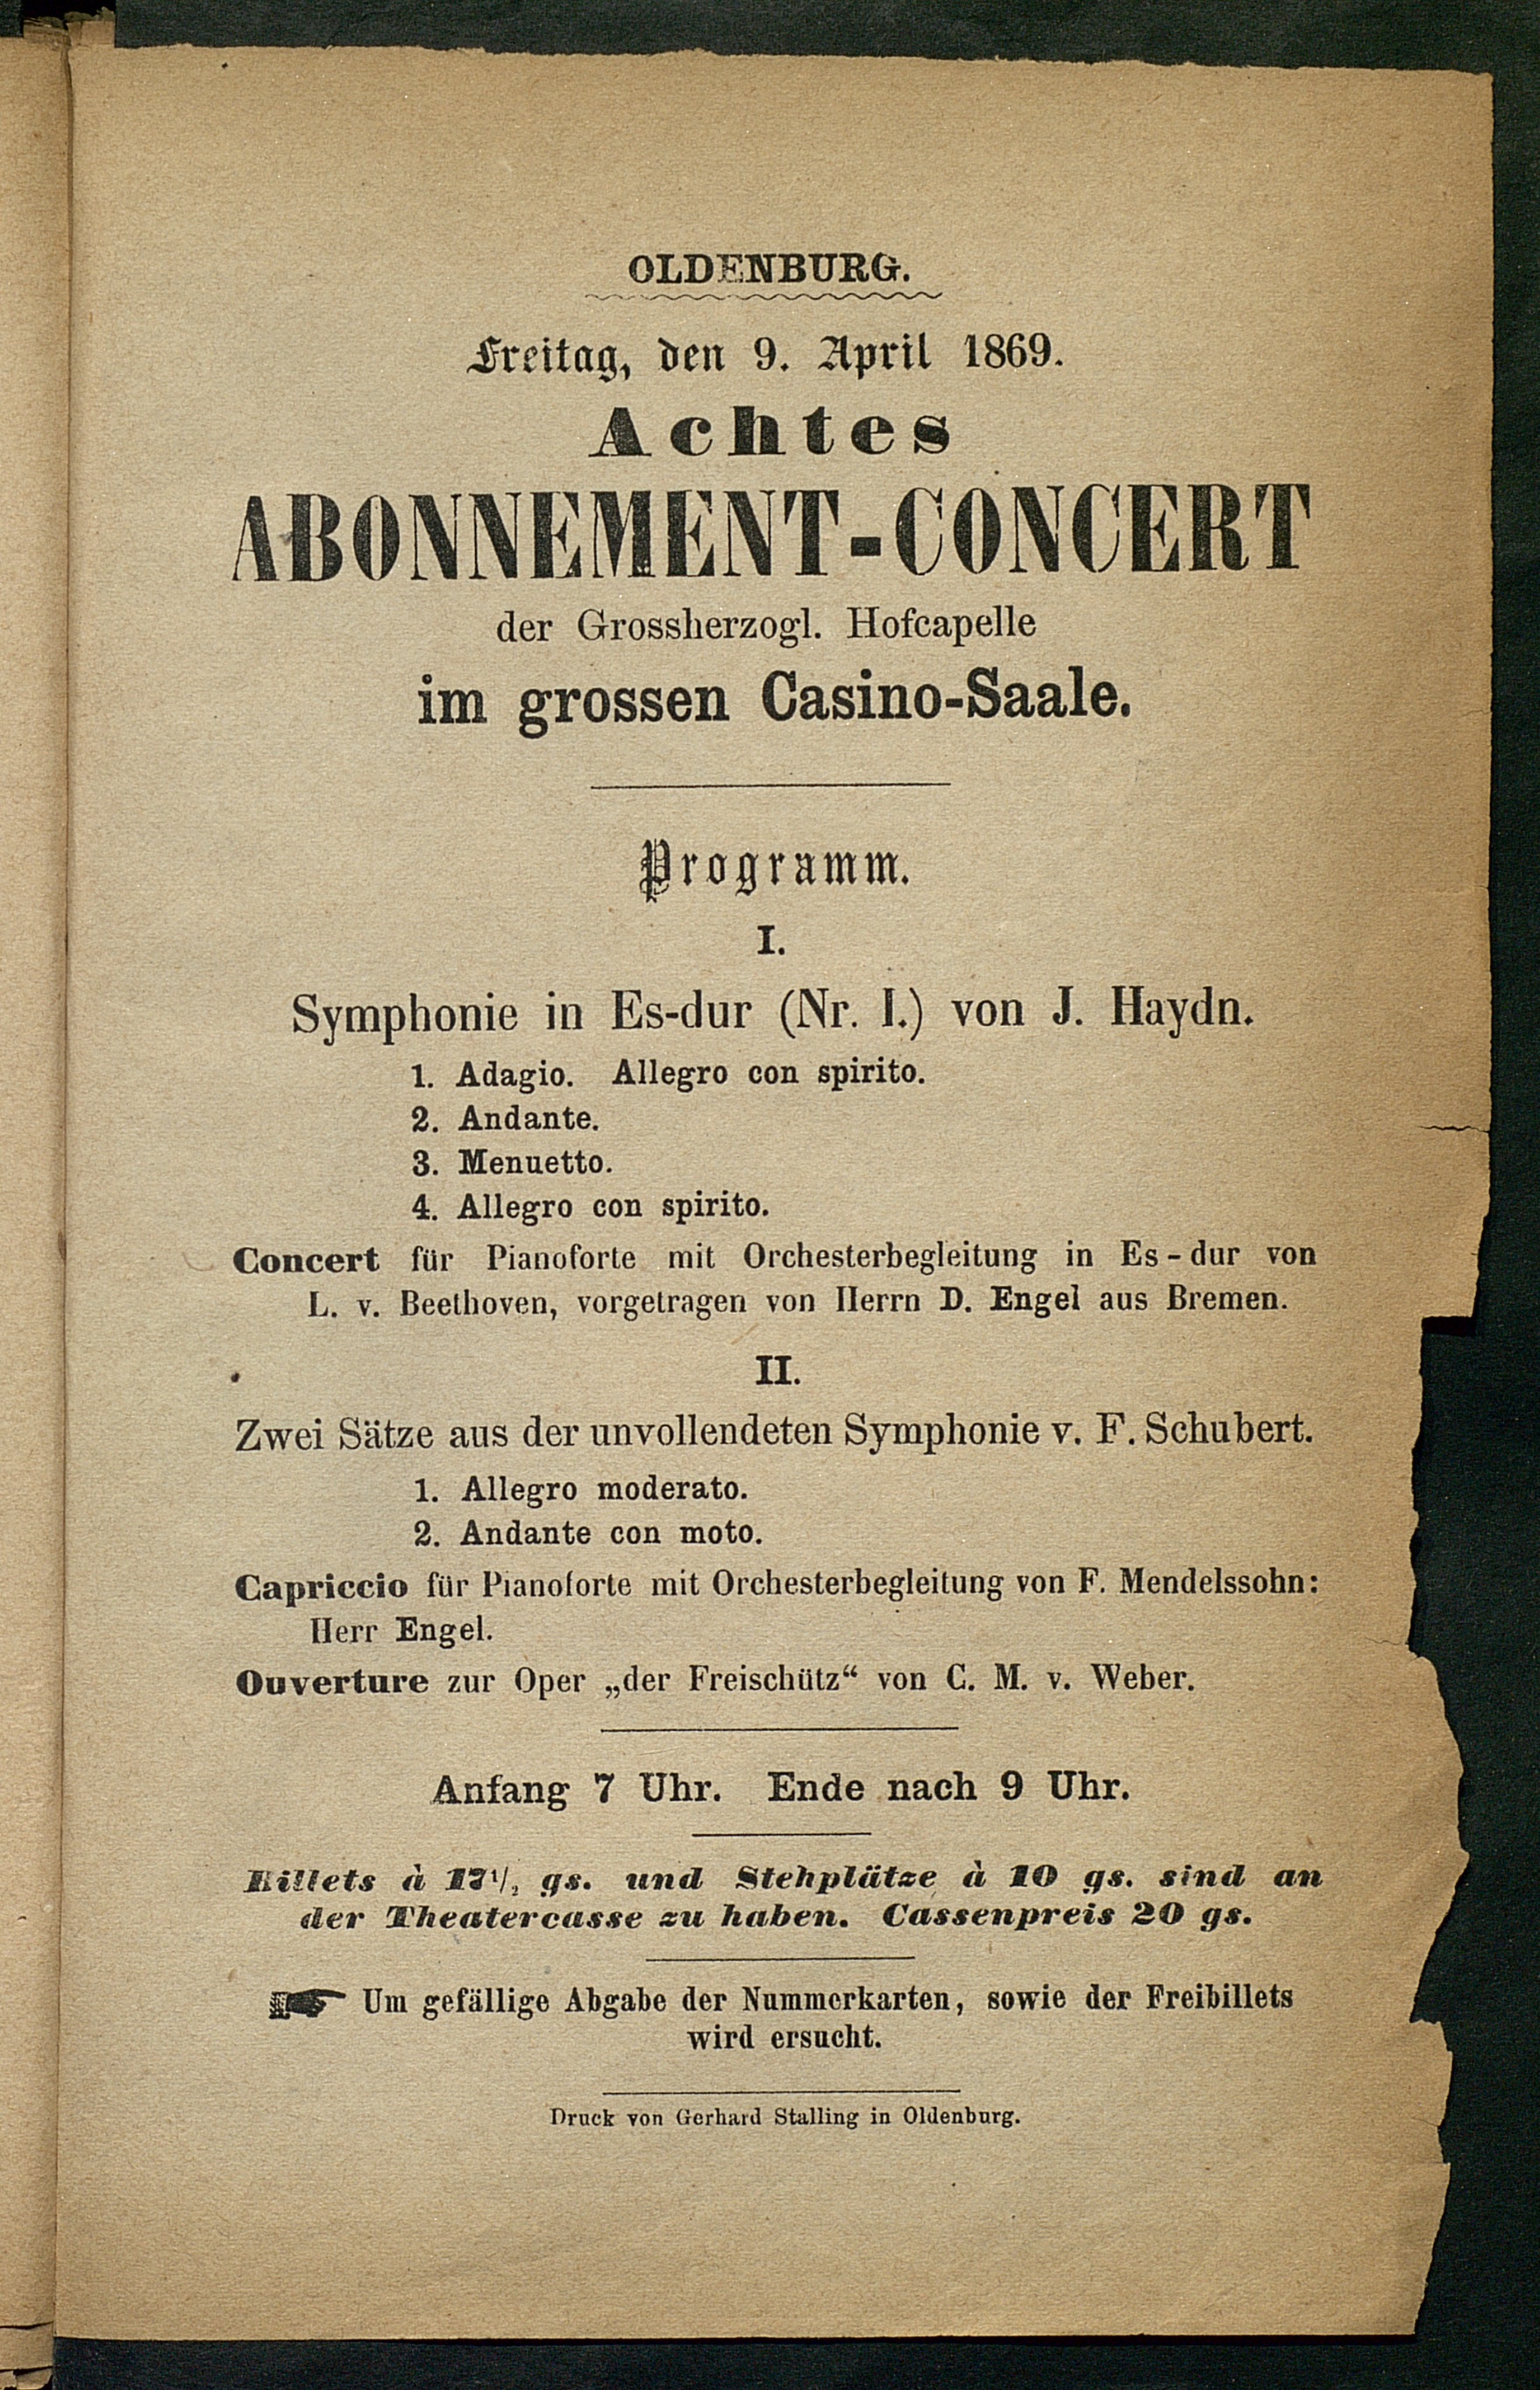 OLDENBURG.
Freitag, den 9. April 1869.
Achtes
ABONNEMENT-CONCERT
der Grossherzogl. Hofcapelle
im grossen Casino-Saale.
Programm.
I.
Symphonie in Es-dur (Nr. I.) von J. Haydn.
1. Adagio. Allegro con spirito.
2. Andante.
3. Menuetto.
4. Allegro con spirito.
Concert für Pianoforte mit Orchesterbegleitung in Es-dur von
L. v. Beethoven, vorgetragen von Herrn D. Engel aus Bremen.
II.
Zwei Sätze aus der unvollendeten Symphonie v. F. Schubert.
1. Allegro moderato.
2. Andante con moto.
Capriccio für Pianoforte mit Orchesterbegleitung von F. Mendelssohn:
Herr Engel.
Ouverture zur Oper „der Freischütz“ von C. M. v. Weber.
Anfang 7 Uhr. Ende nach 9 Uhr.
Billets à 17½ gs. und Stehplätze à 10 gs. sind an
der Theatercasse zu haben. Cassenpreis 20 gs.
Um gefällige Abgabe der Nummerkarten, sowie der Freibillets
wird ersucht.
Druck von Gerhard Stalling in Oldenburg.